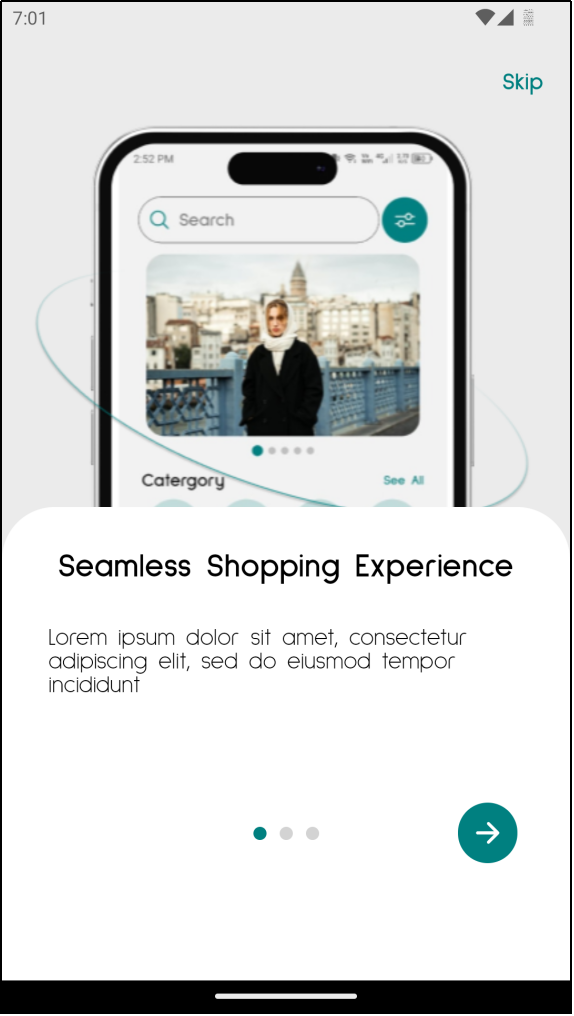 7:01
Skip
2:52 PM
Search
Catergory
See All
Seamless Shopping Experience
Lorem ipsum dolor sit amet, consectetur
adipiscing elit, sed do eiusmod tempor
incididunt